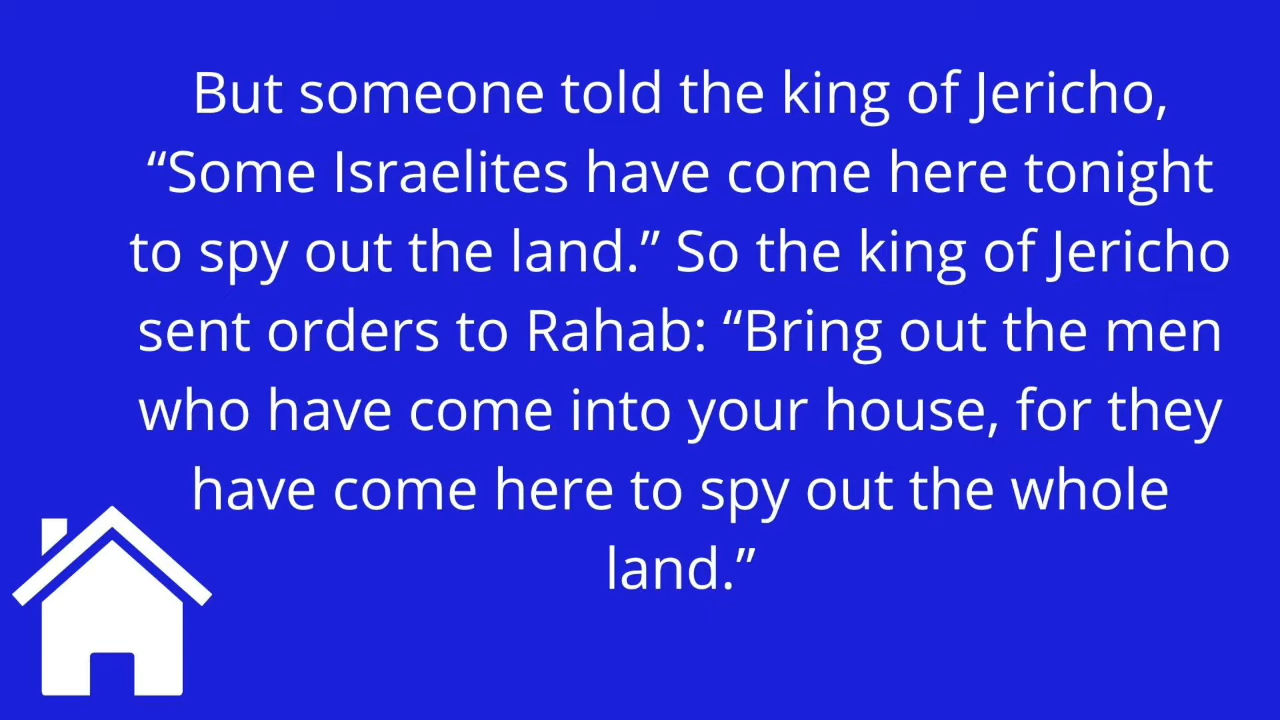 But someone told the king of Jericho,
“Some Israelites have come here tonight
to spy out the land.” So the king of Jericho
sent orders to Rahab: “Bring out the men
who have come into your house, for they
have come here to spy out the whole
land.”